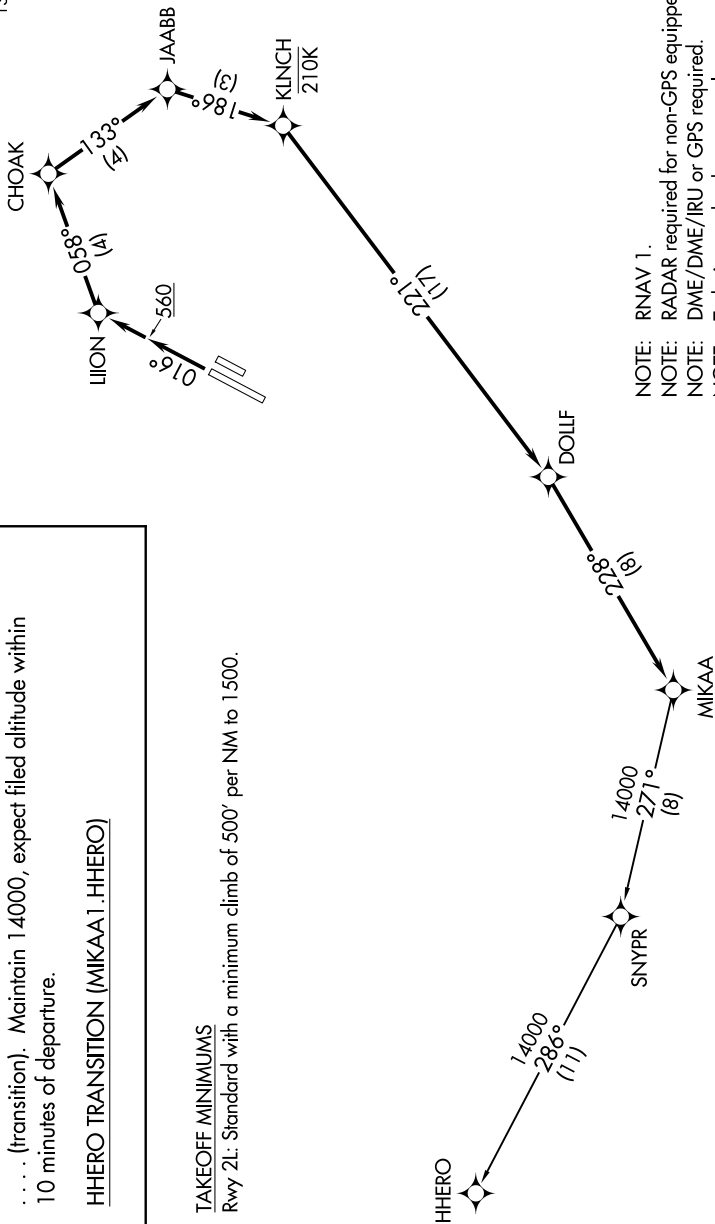 . . . . (transition). Maintain 14000, expect filed altitude within
10 minutes of departure.
HHERO TRANSITION (MIKAA1.HHERO)
TAKEOFF MINIMUMS
Rwy 2L: Standard with a minimum climb of 500' per NM to 1500.
CHOAK
JAABB
133°
(4)
186°
(3)
KLNCH
210K
058°
(4)
LIION
560
016°
221°
(17)
DOLLF
228°
(8)
MIKAA
14000
271°
(8)
SNYPR
14000
286°
(11)
HHERO
NOTE: RNAV 1.
NOTE: RADAR required for non-GPS
NOTE: DME/DME/IRU or GPS required.